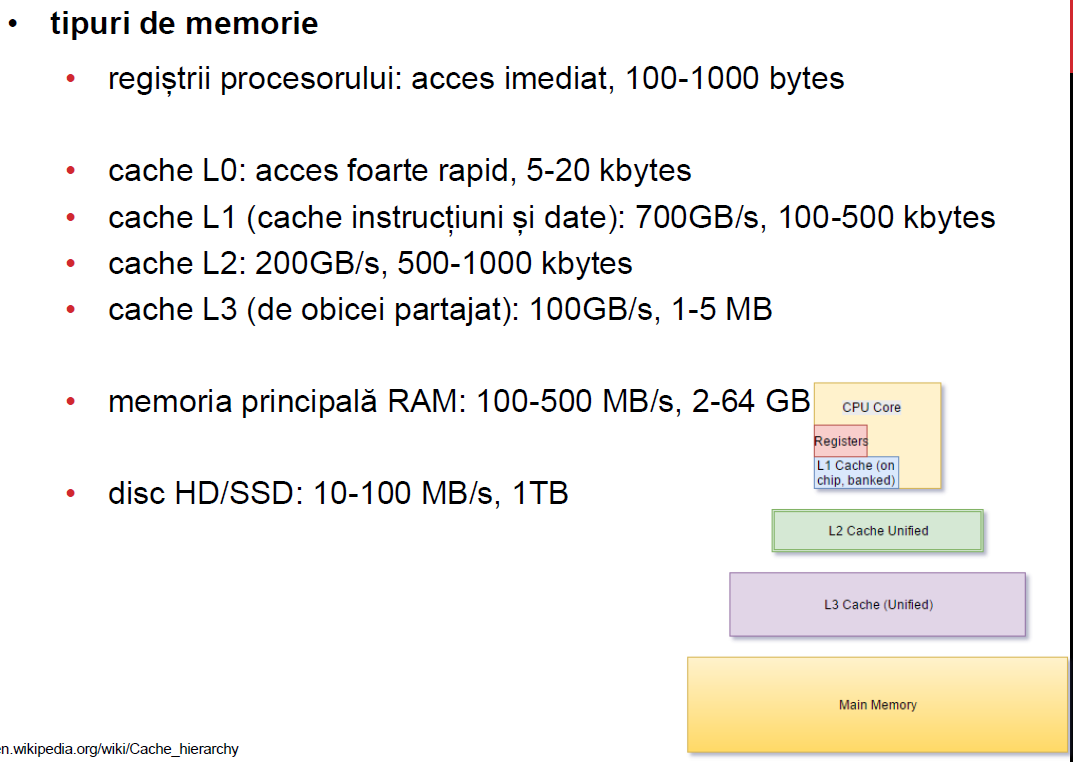 • tipuri de memorie
• regiștrii procesorului: acces imediat, 100-1000 bytes
• cache L0: acces foarte rapid, 5-20 kbytes
• cache L1 (cache instrucțiuni și date): 700GB/s, 100-500 kbytes
• cache L2: 200GB/s, 500-1000 kbytes
• cache L3 (de obicei partajat): 100GB/s, 1-5 MB
• memoria principală RAM: 100-500 MB/s, 2-64 GB
• disc HD/SSD: 10-100 MB/s, 1TB
CPU Core
Registers
L1 Cache (on
chip, banked)
L2 Cache Unified
L3 Cache (Unified)
Main Memory
en.wikipedia.org/wiki/Cache_hierarchy